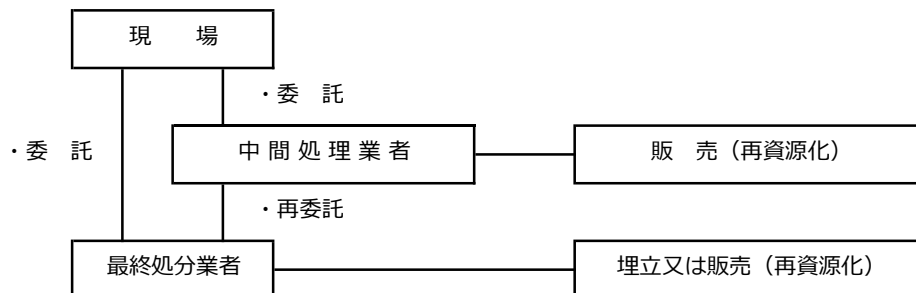 現　　場
・委　託
・委　託
中 間 処 理 業 者
販　売（再資源化）
・再委託
最終処分業者
埋立又は販売（再資源化）